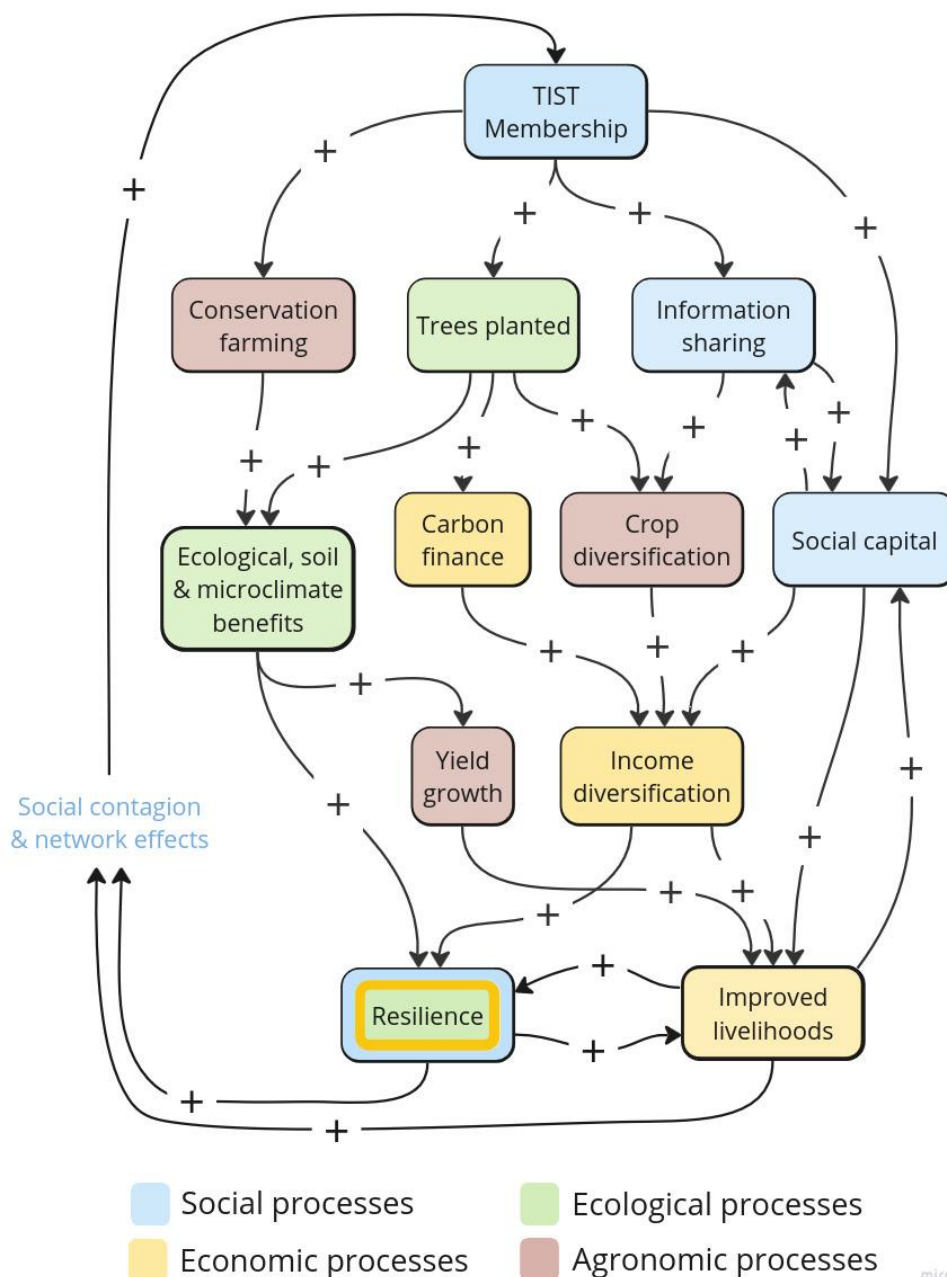 TIST
Membership
+
+
+
+
+
Conservation
farming
Trees planted
Information
sharing
+
+
+
+
+
+
+
Carbon
finance
Crop
diversification
Social capital
Ecological, soil
& microclimate
benefits
+
+
+
+
Yield
growth
Income
diversification
+
Social contagion
& network effects
+
+
+
+
+
+
Resilience
Improved
livelihoods
+
+
+
Social processes
Ecological processes
Economic processes
Agronomic processes